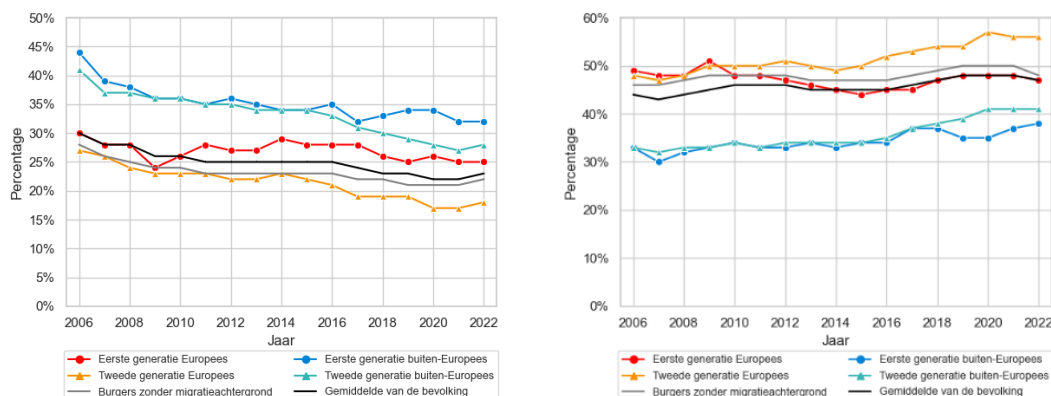 50%
45%
40%
35%
30%
25%
20%
15%
10%
5%
0%
Percentage
2006 2008 2010 2012 2014 2016 2018 2020 2022
Jaar
Eerste generatie Europees Eerste generatie buiten-Europees
Tweede generatie Europees Tweede generatie buiten-Europees
Burgers zonder migratieachtergrond Gemiddelde van de bevolking
60%
50%
40%
30%
20%
10%
0%
Percentage
2006 2008 2010 2012 2014 2016 2018 2020 2022
Jaar
Eerste generatie Europees Eerste generatie buiten-Europees
Tweede generatie Europees Tweede generatie buiten-Europees
Burgers zonder migratieachtergrond Gemiddelde van de bevolking